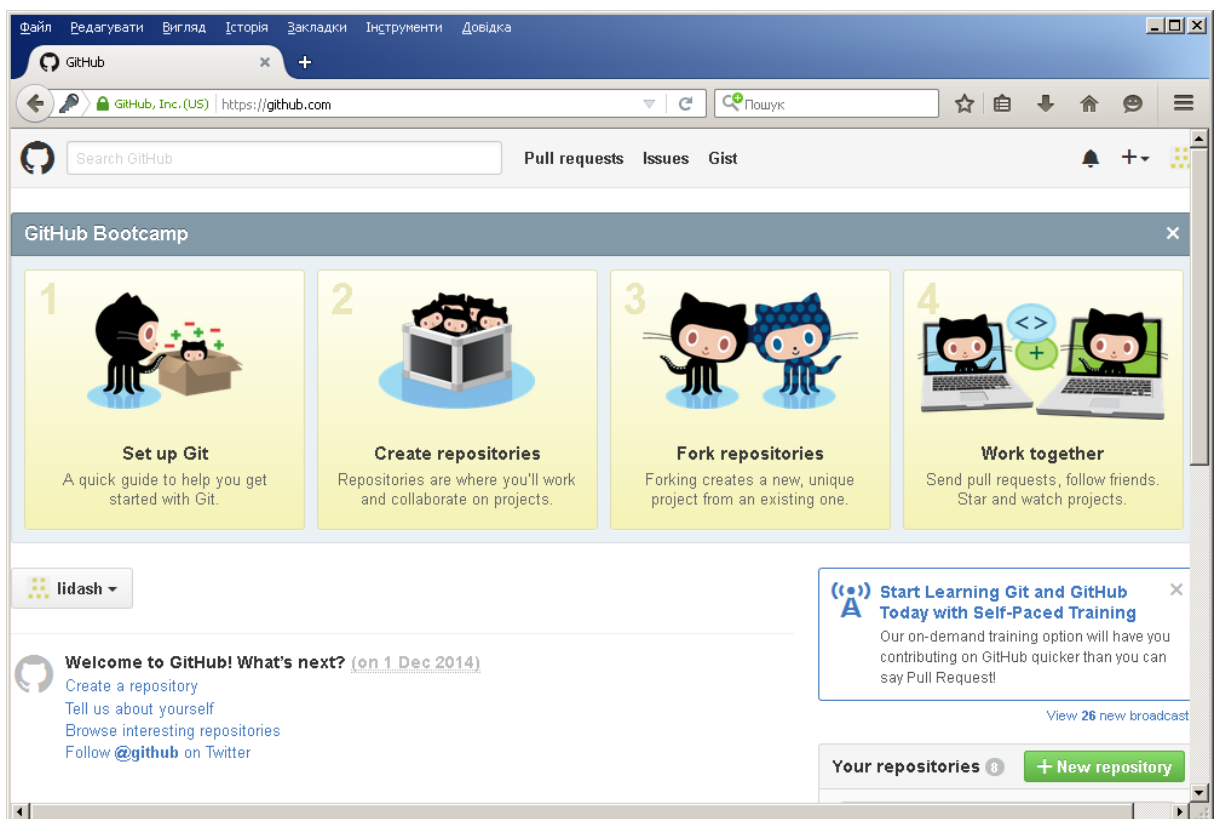 Файл Редагувати Вигляд Історія Закладки Інструменти Довідка
GitHub
GitHub, Inc. (US) https://github.com Пошук
Search GitHub Pull requests Issues Gist
GitHub Bootcamp
1 2 3 4
Set up Git
A quick guide to help you get
started with Git.
Create repositories
Repositories are where you'll work
and collaborate on projects.
Fork repositories
Forking creates a new, unique
project from an existing one.
Work together
Send pull requests, follow friends.
Star and watch projects.
lidash
Welcome to GitHub! What's next? (on 1 Dec 2014)
Create a repository
Tell us about yourself
Browse interesting repositories
Follow @github on Twitter
Start Learning Git and GitHub
Today with Self-Paced Training
Our on-demand training option will have you
contributing on GitHub quicker than you can
say Pull Request!
View 26 new broadcast
Your repositories 8 + New repository